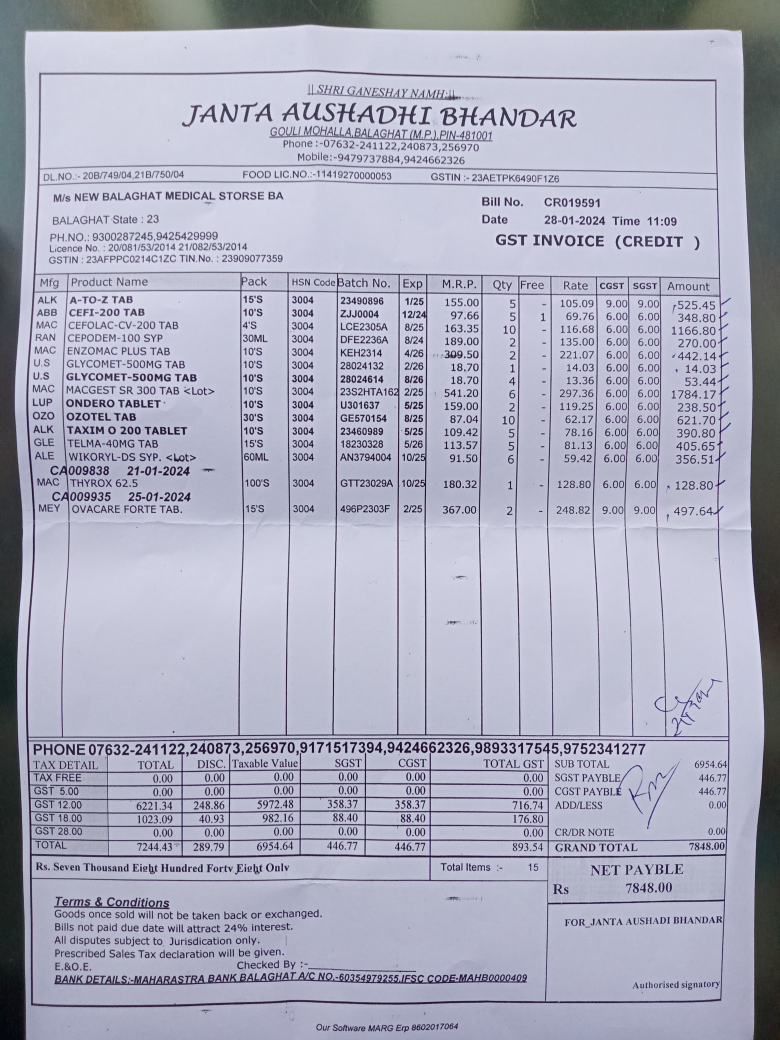 || SHRI GANESHAY NAMH:||
JANTA AUSHADHI BHANDAR
GOULI MOHALLA,BALAGHAT (M.P.),PIN-481001
Phone :-07632-241122,240873,256970
Mobile:-9479737884,9424662326
DL.NO.:- 20B/749/04,21B/750/04 FOOD LIC.NO.:-11419270000053 GSTIN :- 23AETPK6490F1Z6
M/s NEW BALAGHAT MEDICAL STORSE BA
Bill No. CR019591
BALAGHAT State : 23
Date 28-01-2024 Time 11:09
PH.NO.: 9300287245,9425429999
GST INVOICE (CREDIT )
Licence No. : 20/081/53/2014 21/082/53/2014
GSTIN : 23AFPPC0214C1ZC TIN.No. : 23909077359
Mfg Product Name Pack HSN Code Batch No. Exp M.R.P. Qty Free Rate CGST SGST Amount
ALK A-TO-Z TAB 15'S 3004 23490896 1/25 155.00 5 - 105.09 9.00 9.00 525.45
ABB CEFI-200 TAB 10'S 3004 ZJJ0004 12/24 97.66 5 1 69.76 6.00 6.00 348.80
MAC CEFOLAC-CV-200 TAB 4'S 3004 LCE2305A 8/25 163.35 10 - 116.68 6.00 6.00 1166.80
RAN CEPODEM-100 SYP 30ML 3004 DFE2236A 8/24 189.00 2 - 135.00 6.00 6.00 270.00
MAC ENZOMAC PLUS TAB 10'S 3004 KEH2314 4/26 309.50 2 - 221.07 6.00 6.00 442.14
U.S GLYCOMET-500MG TAB 10'S 3004 28024132 2/26 18.70 1 - 14.03 6.00 6.00 14.03
U.S GLYCOMET-500MG TAB 10'S 3004 28024614 8/26 18.70 4 - 13.36 6.00 6.00 53.44
MAC MACGEST SR 300 TAB <Lot> 10'S 3004 23S2HTA162 2/25 541.20 6 - 297.36 6.00 6.00 1784.17
LUP ONDERO TABLET 10'S 3004 U301637 5/25 159.00 2 - 119.25 6.00 6.00 238.50
OZO OZOTEL TAB 30'S 3004 GE570154 8/25 87.04 10 - 62.17 6.00 6.00 621.70
ALK TAXIM O 200 TABLET 10'S 3004 23460989 5/25 109.42 5 - 78.16 6.00 6.00 390.80
GLE TELMA-40MG TAB 15'S 3004 18230328 5/26 113.57 5 - 81.13 6.00 6.00 405.65
ALE WIKORYL-DS SYP. <Lot> 60ML 3004 AN3794004 10/25 91.50 6 - 59.42 6.00 6.00 356.51
CA009838 21-01-2024
MAC THYROX 62.5 100'S 3004 GTT23029A 10/25 180.32 1 - 128.80 6.00 6.00 128.80
CA009935 25-01-2024
MEY OVACARE FORTE TAB. 15'S 3004 496P2303F 2/25 367.00 2 - 248.82 9.00 9.00 497.64
PHONE 07632-241122,240873,256970,9171517394,9424662326,9893317545,9752341277
TAX DETAIL TOTAL DISC. Taxable Value SGST CGST TOTAL GST
TAX FREE 0.00 0.00 0.00 0.00 0.00 0.00
GST 5.00 0.00 0.00 0.00 0.00 0.00 0.00
GST 12.00 6221.34 248.86 5972.48 358.37 358.37 716.74
GST 18.00 1023.09 40.93 982.16 88.40 88.40 176.80
GST 28.00 0.00 0.00 0.00 0.00 0.00 0.00
TOTAL 7244.43 289.79 6954.64 446.77 446.77 893.54
SUB TOTAL 6954.64
SGST PAYBLE 446.77
CGST PAYBLE 446.77
ADD/LESS 0.00
CR/DR NOTE 0.00
GRAND TOTAL 7848.00
Rs. Seven Thousand Eight Hundred Forty Eight Only
Total Items :- 15
NET PAYBLE
Rs 7848.00
Terms & Conditions
Goods once sold will not be taken back or exchanged.
Bills not paid due date will attract 24% interest.
All disputes subject to Jurisdication only.
Prescribed Sales Tax declaration will be given.
E.&O.E. Checked By :-
BANK DETAILS:-MAHARASTRA BANK BALAGHAT A/C NO.-60354979255,IFSC CODE-MAHB0000409
FOR_JANTA AUSHADI BHANDAR
Authorised signatory
Our Software MARG Erp 8602017064